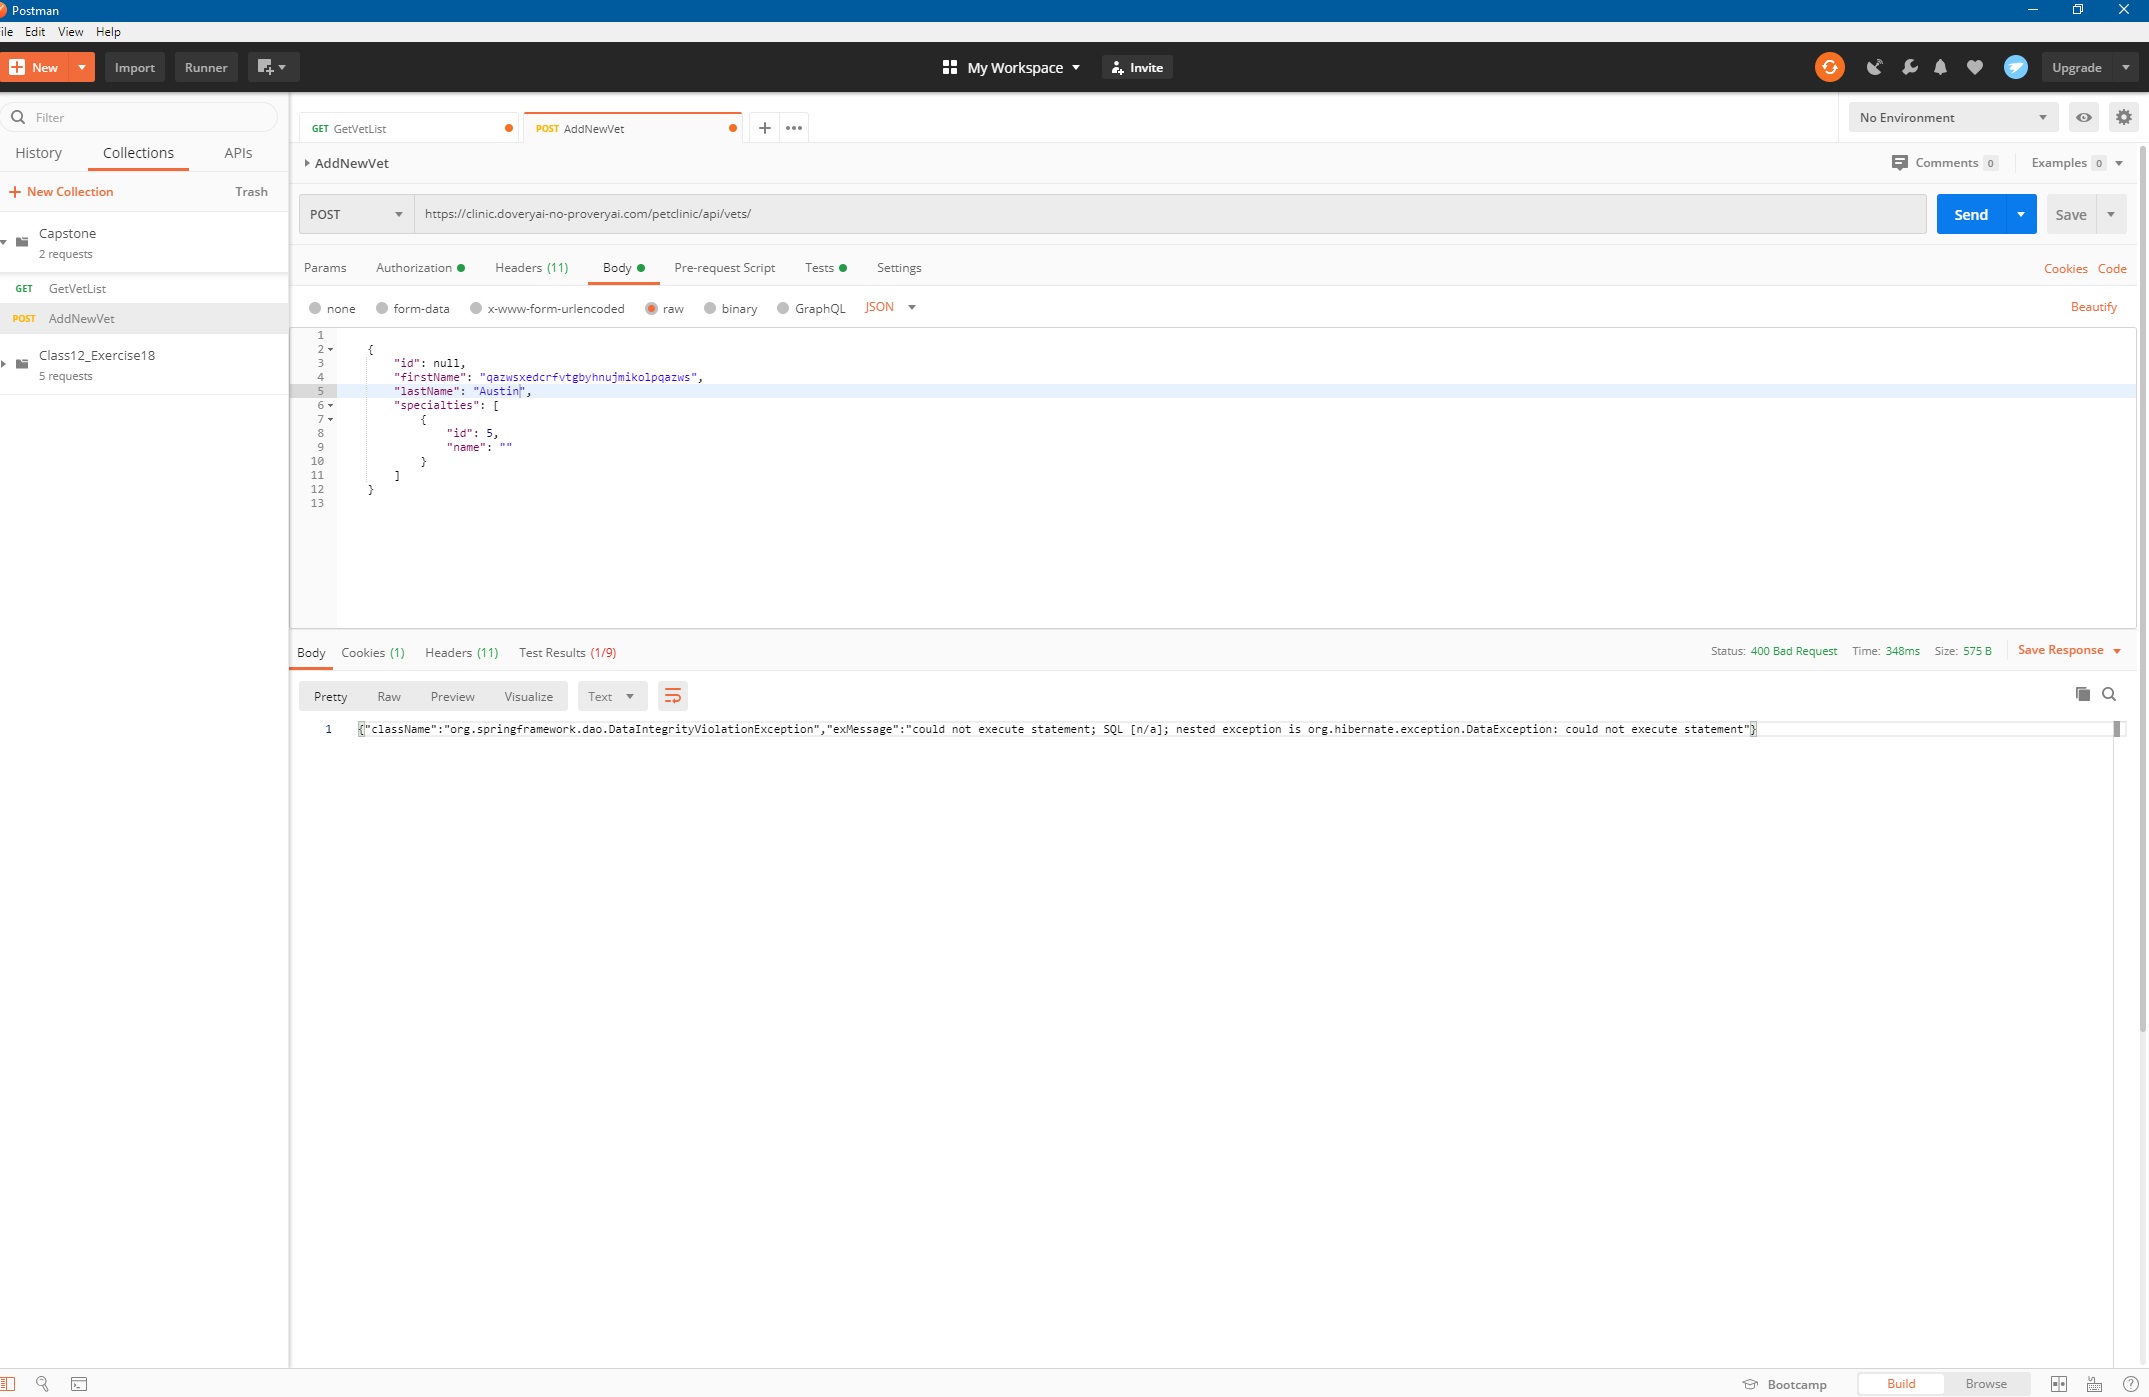 Postman
ile Edit View Help
New Import Runner My Workspace Invite Upgrade
Filter
History Collections APIs
New Collection Trash
Capstone
2 requests
GET GetVetList
POST AddNewVet
Class12_Exercise18
5 requests
GET GetVetList POST AddNewVet No Environment
AddNewVet Comments 0 Examples 0
POST https://clinic.doveryai-no-proveryai.com/petclinic/api/vets/ Send Save
Params Authorization Headers (11) Body Pre-request Script Tests Settings Cookies Code
none form-data x-www-form-urlencoded raw binary GraphQL JSON Beautify
1
2 {
3 "id": null,
4 "firstName": "qazwsxedcrfvtgbyhnujmikolpqazws",
5 "lastName": "Austin",
6 "specialties": [
7 {
8 "id": 5,
9 "name": ""
10 }
11 ]
12 }
13
Body Cookies (1) Headers (11) Test Results (1/9) Status: 400 Bad Request Time: 348ms Size: 575 B Save Response
Pretty Raw Preview Visualize Text
1 {"className":"org.springframework.dao.DataIntegrityViolationException","exMessage":"could not execute statement; SQL [n/a]; nested exception is org.hibernate.exception.DataException: could not execute statement"}
Bootcamp Build Browse